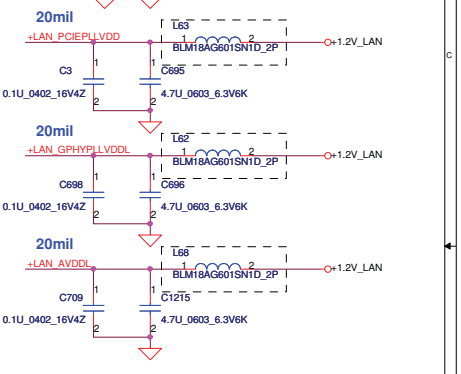 20mil
L63
+LAN_PCIEPLLVDD
1
2
+1.2V_LAN
BLM18AG601SN1D_2P
C
1
1
C3
C695
0.1U_0402_16V4Z
4.7U_0603_6.3V6K
2
2
20mil
L62
+LAN_GPHYPLLVDDL
1
2
+1.2V_LAN
BLM18AG601SN1D_2P
1
1
C698
C696
0.1U_0402_16V4Z
4.7U_0603_6.3V6K
2
2
20mil
L68
+LAN_AVDDL
1
2
+1.2V_LAN
BLM18AG601SN1D_2P
1
1
C709
C1215
0.1U_0402_16V4Z
4.7U_0603_6.3V6K
2
2